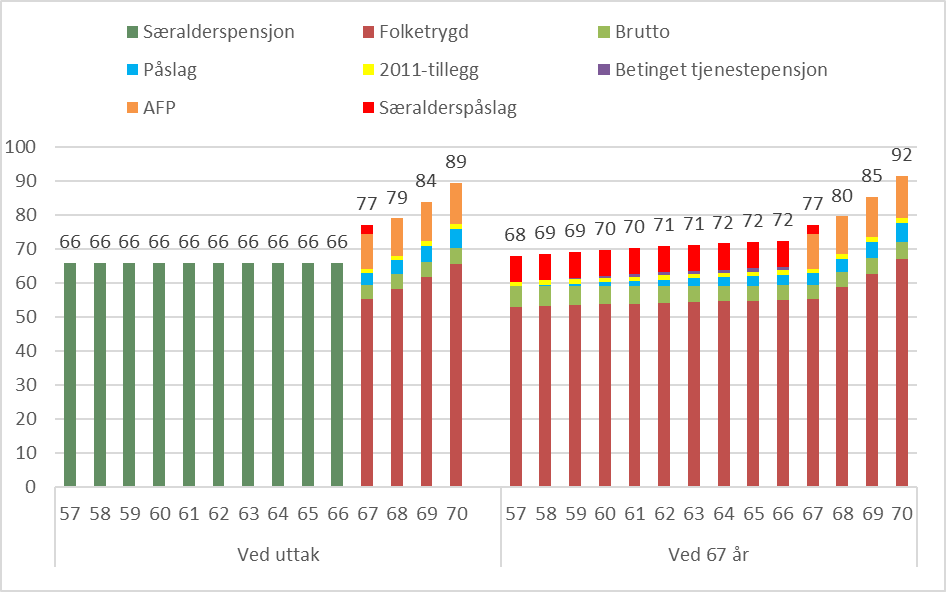 Særalderspensjon Folketrygd Brutto
Påslag 2011-tillegg Betinget tjenestepensjon
AFP Særalderspåslag
100
90
80
70
60
50
40
30
20
10
0
66 66 66 66 66 66 66 66 66 66 77 79 84 89
68 69 69 70 70 71 71 72 72 72 77 80 85 92
57 58 59 60 61 62 63 64 65 66 67 68 69 70 57 58 59 60 61 62 63 64 65 66 67 68 69 70
Ved uttak Ved 67 år